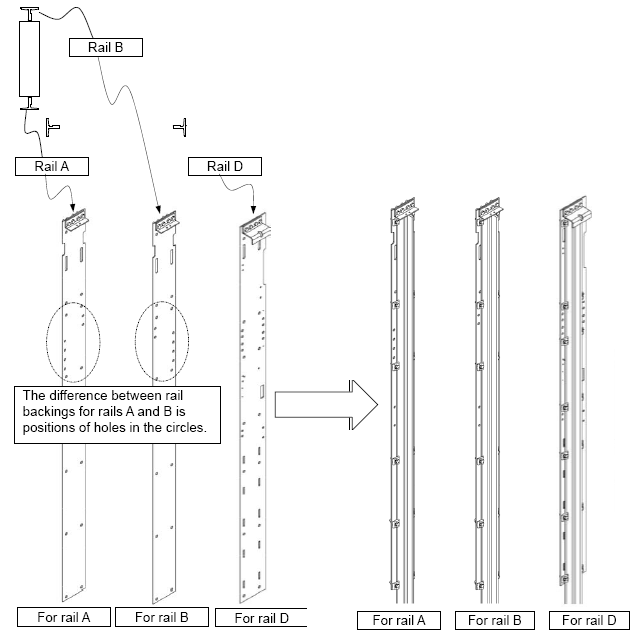 Rail B
Rail A
Rail D
The difference between rail
backings for rails A and B is
positions of holes in the circles.
For rail A
For rail B
For rail D
For rail A
For rail B
For rail D